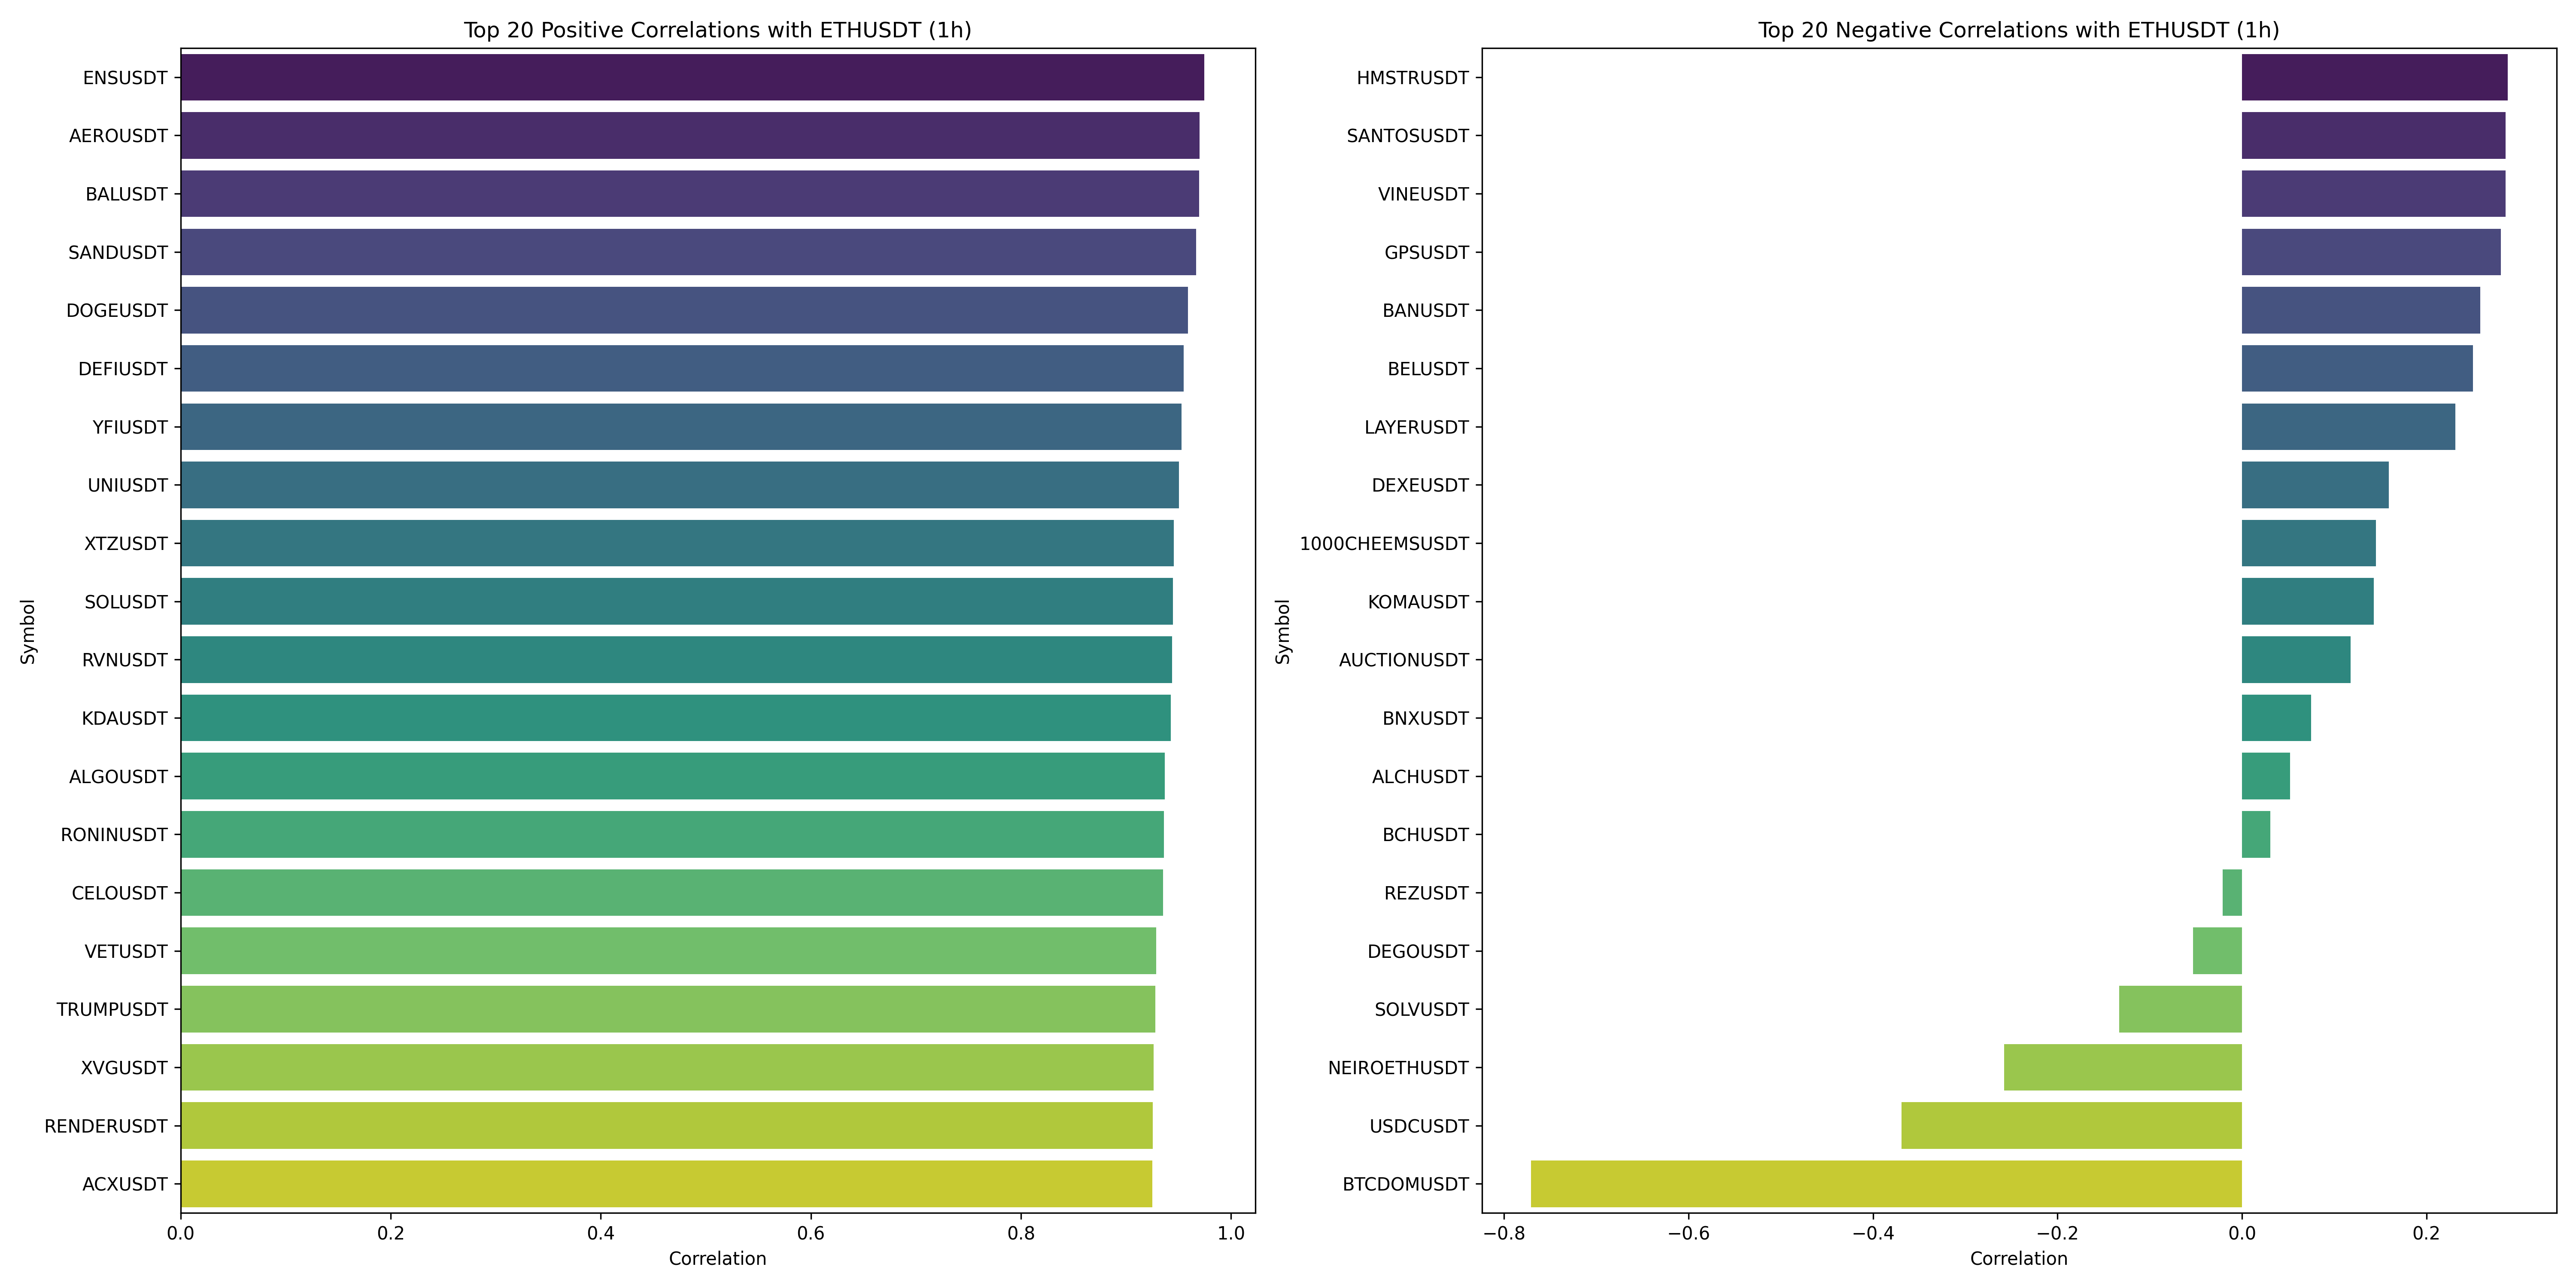 Top 20 Positive Correlations with ETHUSDT (1h)
Symbol
ENSUSDT
AEROUSDT
BALUSDT
SANDUSDT
DOGEUSDT
DEFIUSDT
YFIUSDT
UNIUSDT
XTZUSDT
SOLUSDT
RVNUSDT
KDAUSDT
ALGOUSDT
RONINUSDT
CELOUSDT
VETUSDT
TRUMPUSDT
XVGUSDT
RENDERUSDT
ACXUSDT
0.0 0.2 0.4 0.6 0.8 1.0
Correlation
Top 20 Negative Correlations with ETHUSDT (1h)
Symbol
HMSTRUSDT
SANTOSUSDT
VINEUSDT
GPSUSDT
BANUSDT
BELUSDT
LAYERUSDT
DEXEUSDT
1000CHEEMSUSDT
KOMAUSDT
AUCTIONUSDT
BNXUSDT
ALCHUSDT
BCHUSDT
REZUSDT
DEGOUSDT
SOLVUSDT
NEIROETHUSDT
USDCUSDT
BTCDOMUSDT
−0.8 −0.6 −0.4 −0.2 0.0 0.2
Correlation